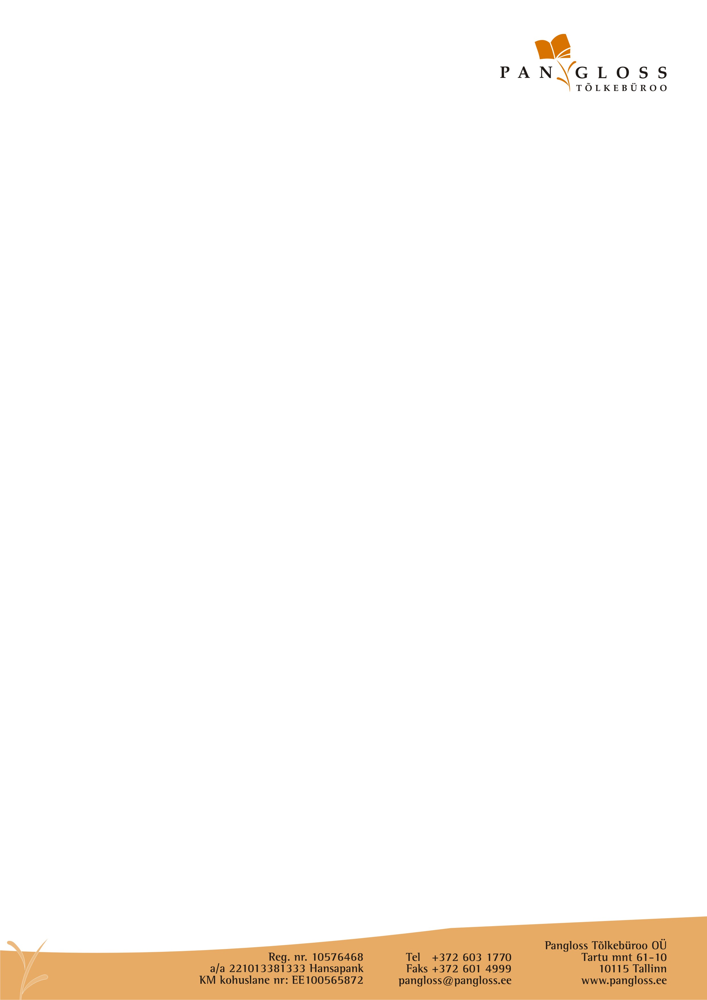 PANGLOSS
TÕLKEBÜROO
Reg. nr. 10576468
a/a 221013381333 Hansapank
KM kohuslane nr: EE100565872
Tel +372 603 1770
Faks +372 601 4999
pangloss@pangloss.ee
Pangloss Tõlkebüroo OÜ
Tartu mnt 61-10
10115 Tallinn
www.pangloss.ee